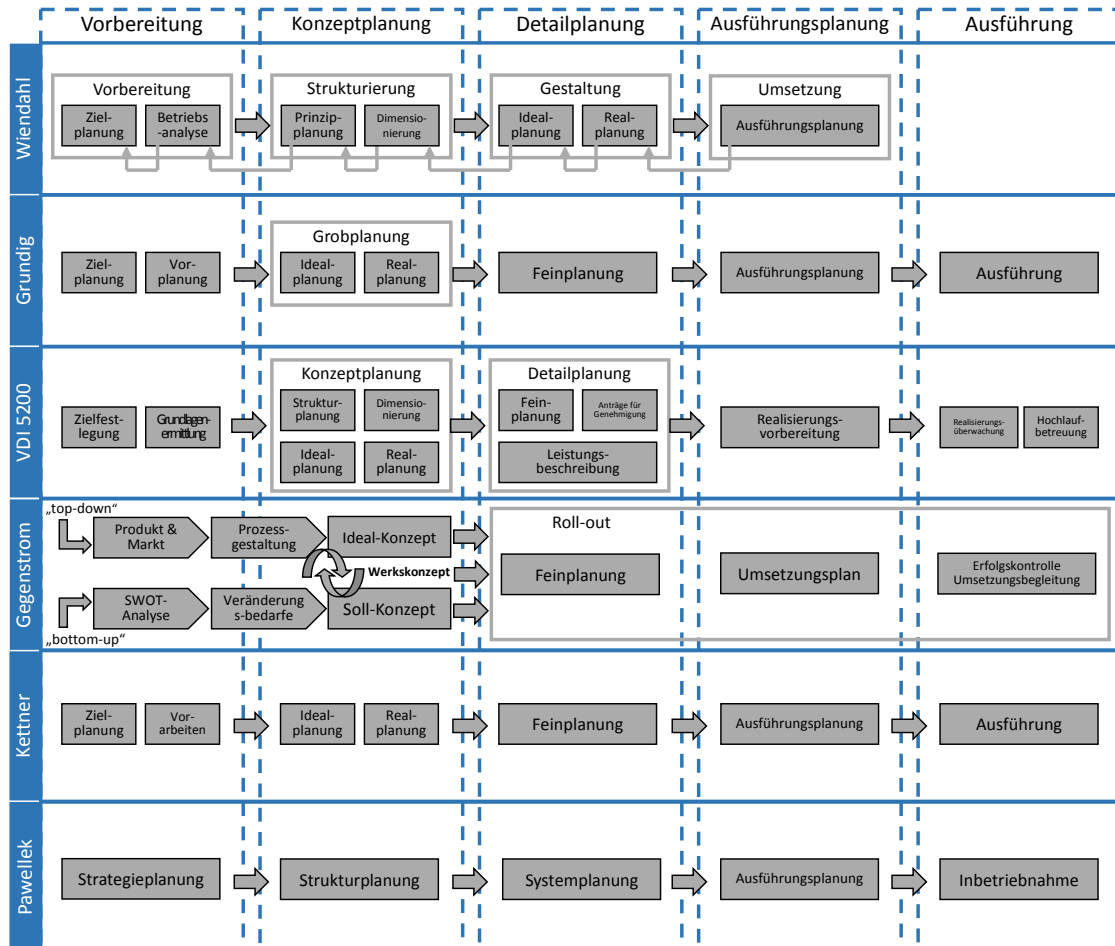 Vorbereitung
Konzeptplanung
Detailplanung
Ausführungsplanung
Ausführung
Wiendahl
Vorbereitung
Ziel-
planung
Betriebs
-analyse
Strukturierung
Prinzip-
planung
Dimensio-
nierung
Gestaltung
Ideal-
planung
Real-
planung
Umsetzung
Ausführungsplanung
Grundig
Ziel-
planung
Vor-
planung
Grobplanung
Ideal-
planung
Real-
planung
Feinplanung
Ausführungsplanung
Ausführung
VDI 5200
Zielfest-
legung
Grundlagen-
ermittlung
Konzeptplanung
Struktur-
planung
Dimensio-
nierung
Ideal-
planung
Real-
planung
Detailplanung
Fein-
planung
Anträge für
Genehmigung
Leistungs-
beschreibung
Realisierungs-
vorbereitung
Realisierungs-
überwachung
Hochlauf-
betreuung
Gegenstrom
„top-down“
Produkt &
Markt
Prozess-
gestaltung
Ideal-Konzept
Werkskonzept
SWOT-
Analyse
Veränderung
s-bedarfe
Soll-Konzept
„bottom-up“
Roll-out
Feinplanung
Umsetzungsplan
Erfolgskontrolle
Umsetzungsbegleitung
Kettner
Ziel-
planung
Vor-
arbeiten
Ideal-
planung
Real-
planung
Feinplanung
Ausführungsplanung
Ausführung
Pawellek
Strategieplanung
Strukturplanung
Systemplanung
Ausführungsplanung
Inbetriebnahme